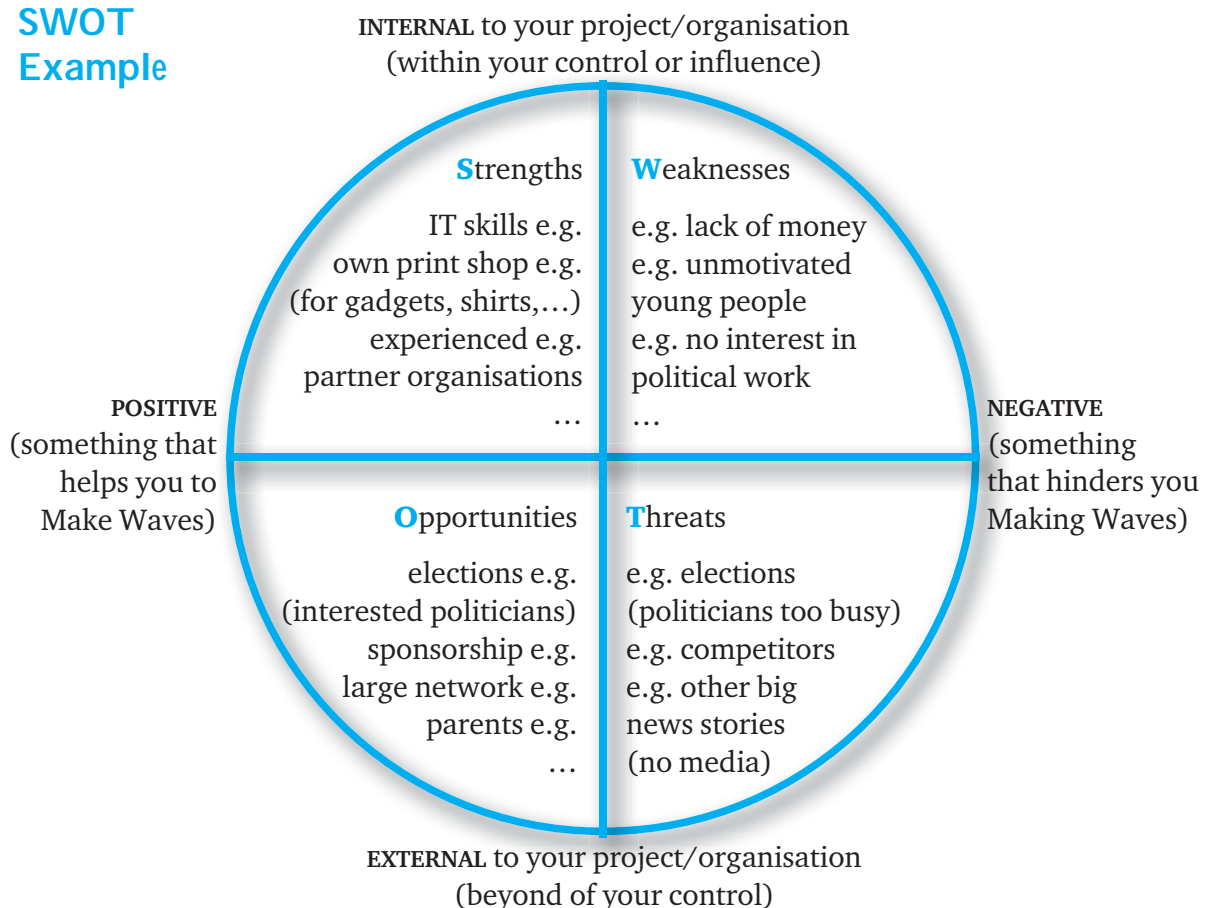 SWOT
Example
INTERNAL to your project/organisation
(within your control or influence)
Strengths
IT skills e.g.
own print shop e.g.
(for gadgets, shirts,…)
experienced e.g.
partner organisations
…
Weaknesses
e.g. lack of money
e.g. unmotivated
young people
e.g. no interest in
political work
…
POSITIVE
(something that
helps you to
Make Waves)
NEGATIVE
(something
that hinders you
Making Waves)
Opportunities
elections e.g.
(interested politicians)
sponsorship e.g.
large network e.g.
parents e.g.
…
Threats
e.g. elections
(politicians too busy)
e.g. competitors
e.g. other big
news stories
(no media)
EXTERNAL to your project/organisation
(beyond of your control)